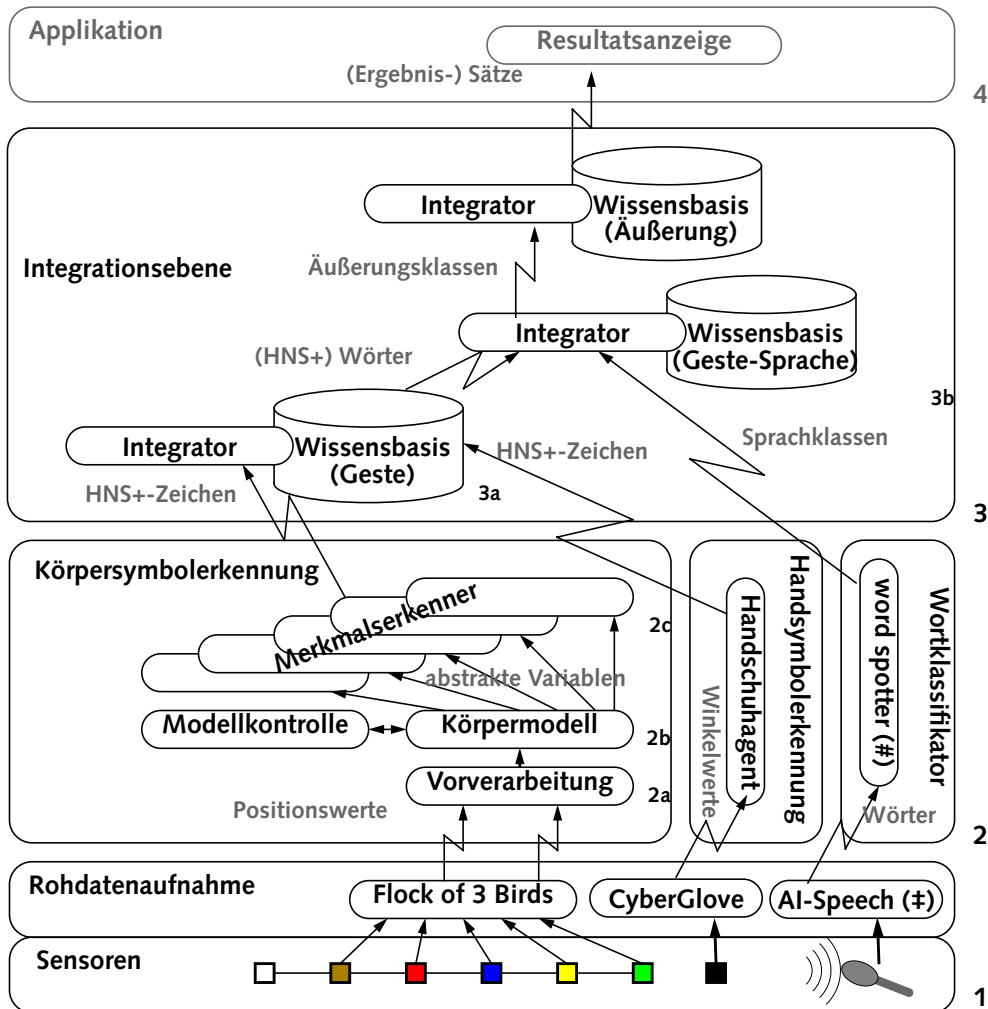 Applikation
Resultatsanzeige
(Ergebnis-) Sätze
4
Integrator
Wissensbasis
(Äußerung)
Integrationsebene
Äußerungsklassen
Integrator
Wissensbasis
(Geste-Sprache)
(HNS+) Wörter
3b
Integrator
Wissensbasis
(Geste)
HNS+-Zeichen
Sprachklassen
HNS+-Zeichen
3a
3
Körpersymbolerkennung
Merkmalserkenner
2c
abstrakte Variablen
Modellkontrolle
Körpermodell
2b
Vorverarbeitung
2a
Positionswerte
Winkelwerte
Handschuhagent
Handsymbolerkennung
word spotter (#)
Wortklassifikator
Wörter
2
Rohdatenaufnahme
Flock of 3 Birds
CyberGlove
AI-Speech (‡)
Sensoren
1